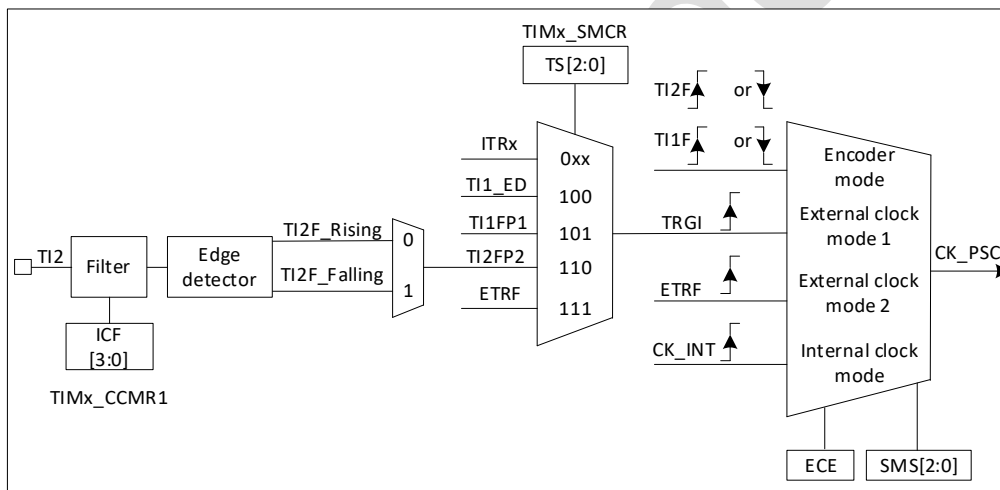 TIMx_SMCR
TS[2:0]
TI2F or
TI1F or
ITRx
0xx
Encoder
mode
TI1_ED
100
TRGI
External clock
mode 1
TI1FP1
101
TI2F_Rising
0
TI2
Filter
Edge
detector
TI2FP2
110
CK_PSC
TI2F_Falling
1
ETRF
External clock
mode 2
ETRF
111
ICF
[3:0]
CK_INT
Internal clock
mode
TIMx_CCMR1
ECE
SMS[2:0]